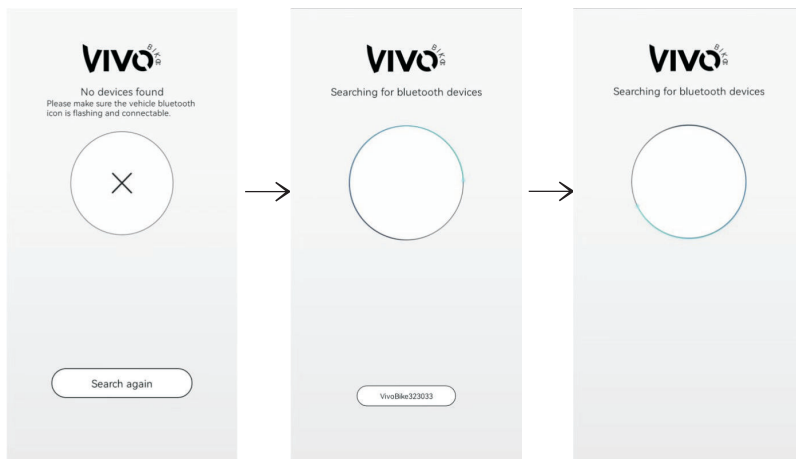 VIVO BIKE
No devices found
Please make sure the vehicle bluetooth
icon is flashing and connectable.
Search again
VIVO BIKE
Searching for bluetooth devices
VivoBike323033
VIVO BIKE
Searching for bluetooth devices